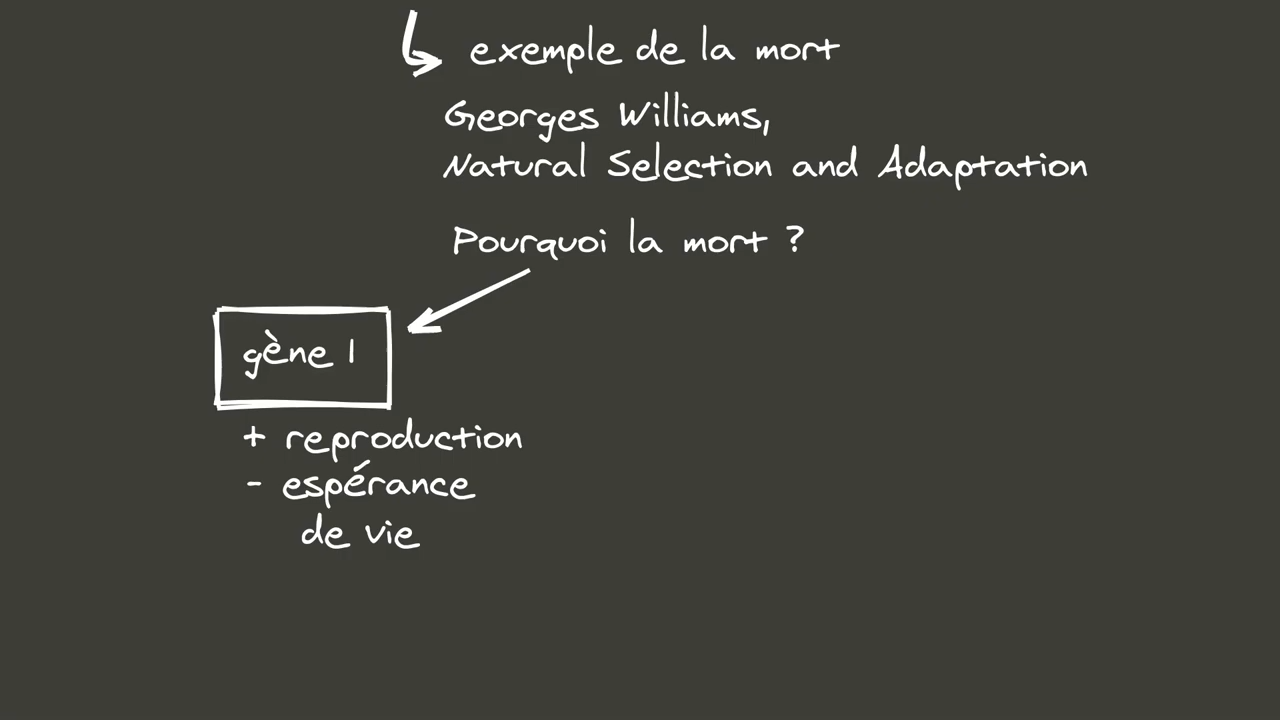 exemple de la mort
Georges Williams,
Natural Selection and Adaptation
Pourquoi la mort ?
gène 1
+ reproduction
- espérance
de vie